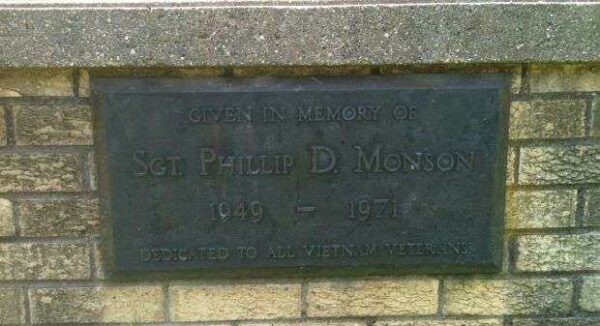 GIVEN IN MEMORY OF
SGT. PHILLIP D. MONSON
1949 – 1971
DEDICATED TO ALL VIETNAM VETERANS